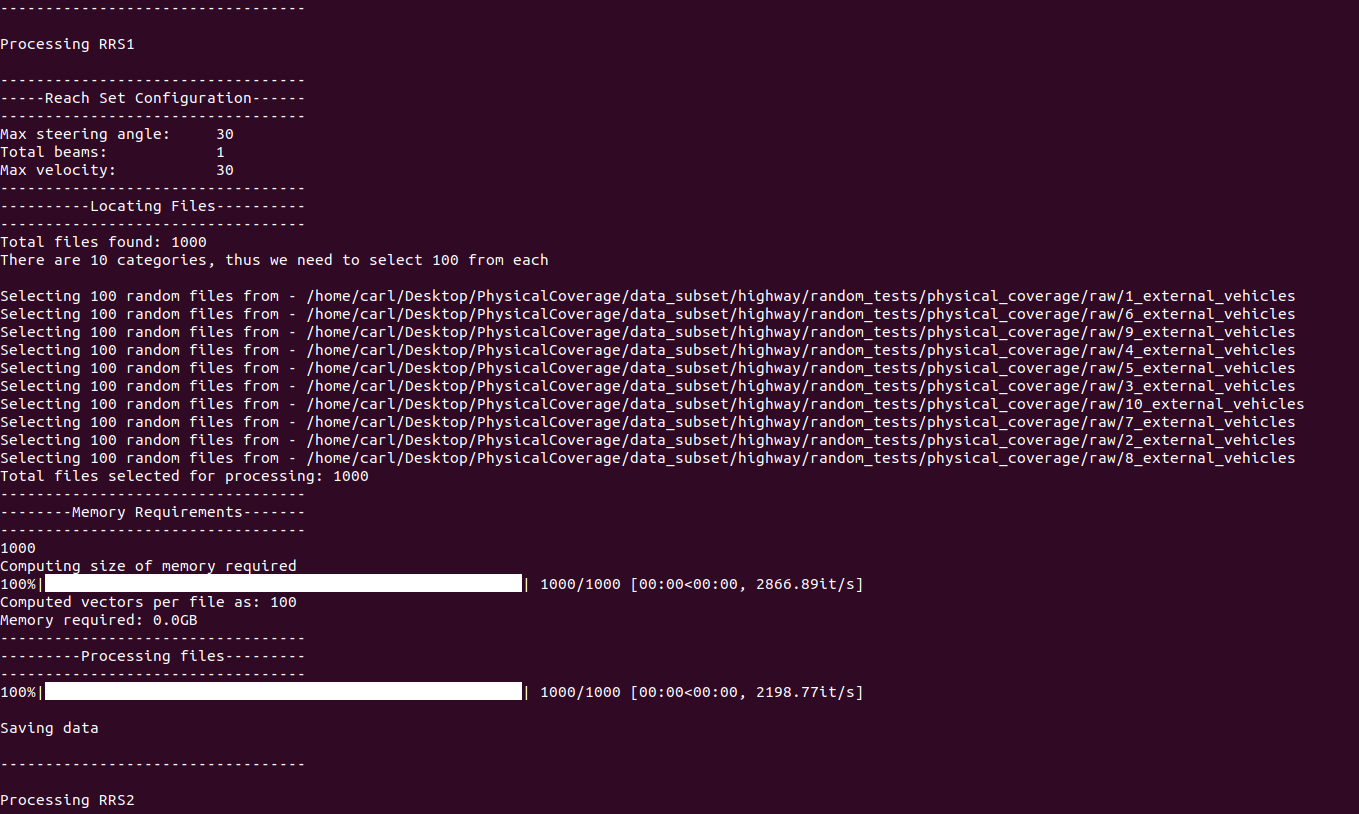 ----------------------------------
Processing RRS1
----------------------------------
-----Reach Set Configuration------
----------------------------------
Max steering angle:     30
Total beams:            1
Max velocity:           30
----------------------------------
----------Locating Files----------
----------------------------------
Total files found: 1000
There are 10 categories, thus we need to select 100 from each
Selecting 100 random files from - /home/carl/Desktop/PhysicalCoverage/data_subset/highway/random_tests/physical_coverage/raw/1_external_vehicles
Selecting 100 random files from - /home/carl/Desktop/PhysicalCoverage/data_subset/highway/random_tests/physical_coverage/raw/6_external_vehicles
Selecting 100 random files from - /home/carl/Desktop/PhysicalCoverage/data_subset/highway/random_tests/physical_coverage/raw/9_external_vehicles
Selecting 100 random files from - /home/carl/Desktop/PhysicalCoverage/data_subset/highway/random_tests/physical_coverage/raw/4_external_vehicles
Selecting 100 random files from - /home/carl/Desktop/PhysicalCoverage/data_subset/highway/random_tests/physical_coverage/raw/5_external_vehicles
Selecting 100 random files from - /home/carl/Desktop/PhysicalCoverage/data_subset/highway/random_tests/physical_coverage/raw/3_external_vehicles
Selecting 100 random files from - /home/carl/Desktop/PhysicalCoverage/data_subset/highway/random_tests/physical_coverage/raw/10_external_vehicles
Selecting 100 random files from - /home/carl/Desktop/PhysicalCoverage/data_subset/highway/random_tests/physical_coverage/raw/7_external_vehicles
Selecting 100 random files from - /home/carl/Desktop/PhysicalCoverage/data_subset/highway/random_tests/physical_coverage/raw/2_external_vehicles
Selecting 100 random files from - /home/carl/Desktop/PhysicalCoverage/data_subset/highway/random_tests/physical_coverage/raw/8_external_vehicles
Total files selected for processing: 1000
----------------------------------
--------Memory Requirements-------
----------------------------------
1000
Computing size of memory required
100%| | 1000/1000 [00:00<00:00, 2866.89it/s]
Computed vectors per file as: 100
Memory required: 0.0GB
----------------------------------
---------Processing files---------
----------------------------------
100%| | 1000/1000 [00:00<00:00, 2198.77it/s]
Saving data
----------------------------------
Processing RRS2